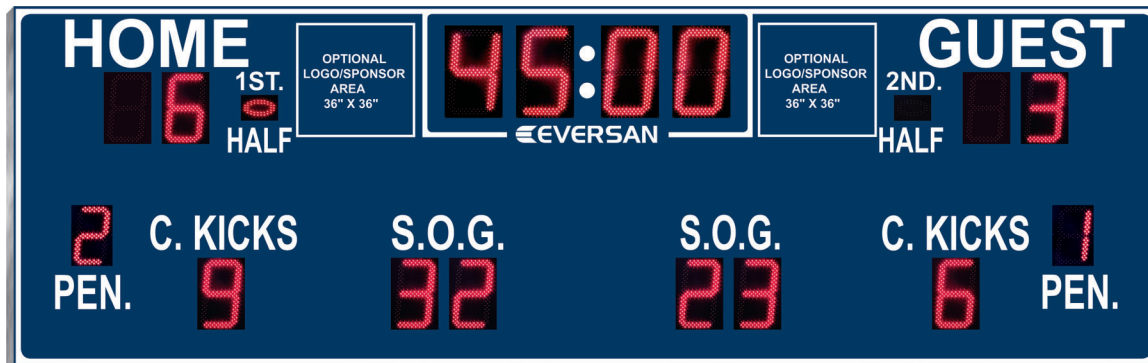 HOME
GUEST
6
1ST.
HALF
OPTIONAL
LOGO/SPONSOR
AREA
36" X 36"
45:00
EVERSAN
OPTIONAL
LOGO/SPONSOR
AREA
36" X 36"
2ND.
HALF
3
2
PEN.
C. KICKS
9
S.O.G.
32
S.O.G.
23
C. KICKS
6
1
PEN.